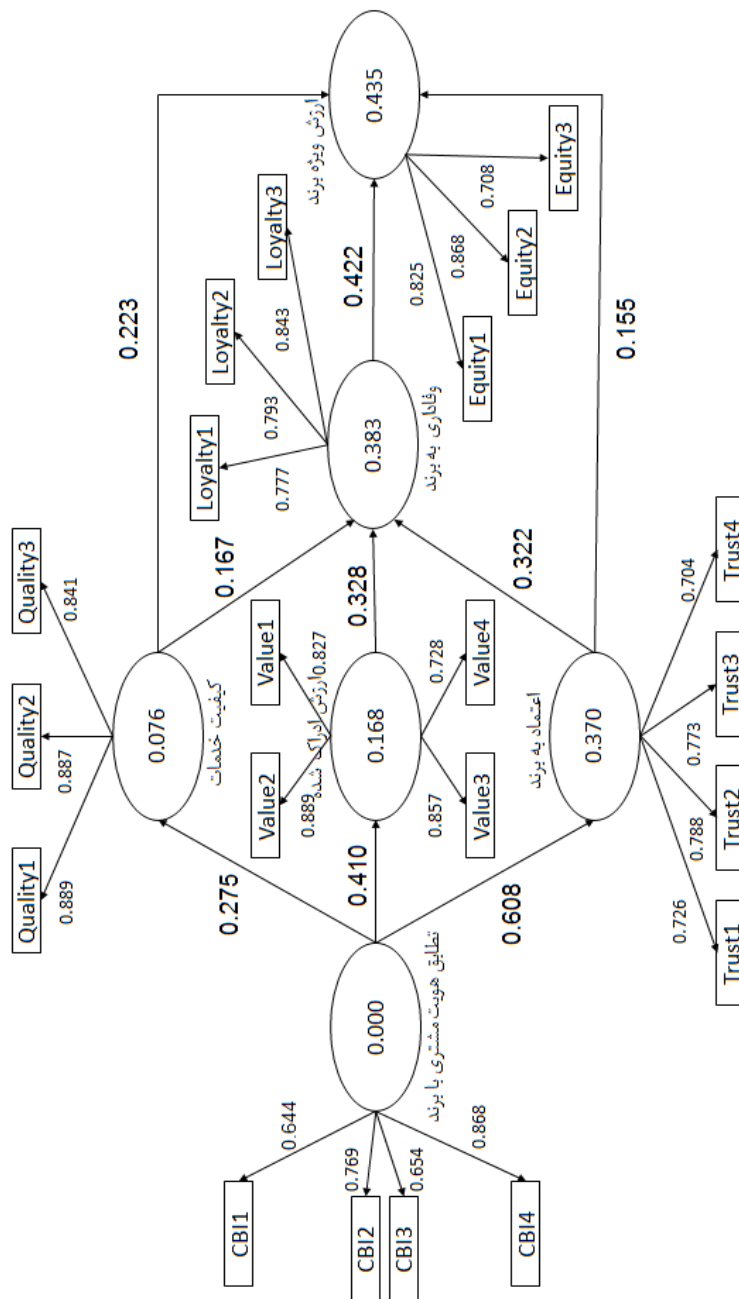 Quality1
Quality2
Quality3
0.889
0.887
0.841
0.275
0.076
0.167
0.223
کیفیت خدمات
CBI1
0.644
Loyalty1
Loyalty2
Loyalty3
0.777
0.793
0.843
Value2
Value1
0.889
0.827
ارزش ادراک شده
ارزش ویژه برند
CBI2
0.769
0.000
0.410
0.168
0.328
0.383
0.422
0.435
CBI3
0.654
تطابق هویت مشتری با برند
وفاداری به برند
0.857
0.728
Value3
Value4
0.825
0.868
0.708
Equity1
Equity2
Equity3
CBI4
0.868
0.608
0.322
اعتماد به برند
0.370
0.155
0.726
0.788
0.773
0.704
Trust1
Trust2
Trust3
Trust4